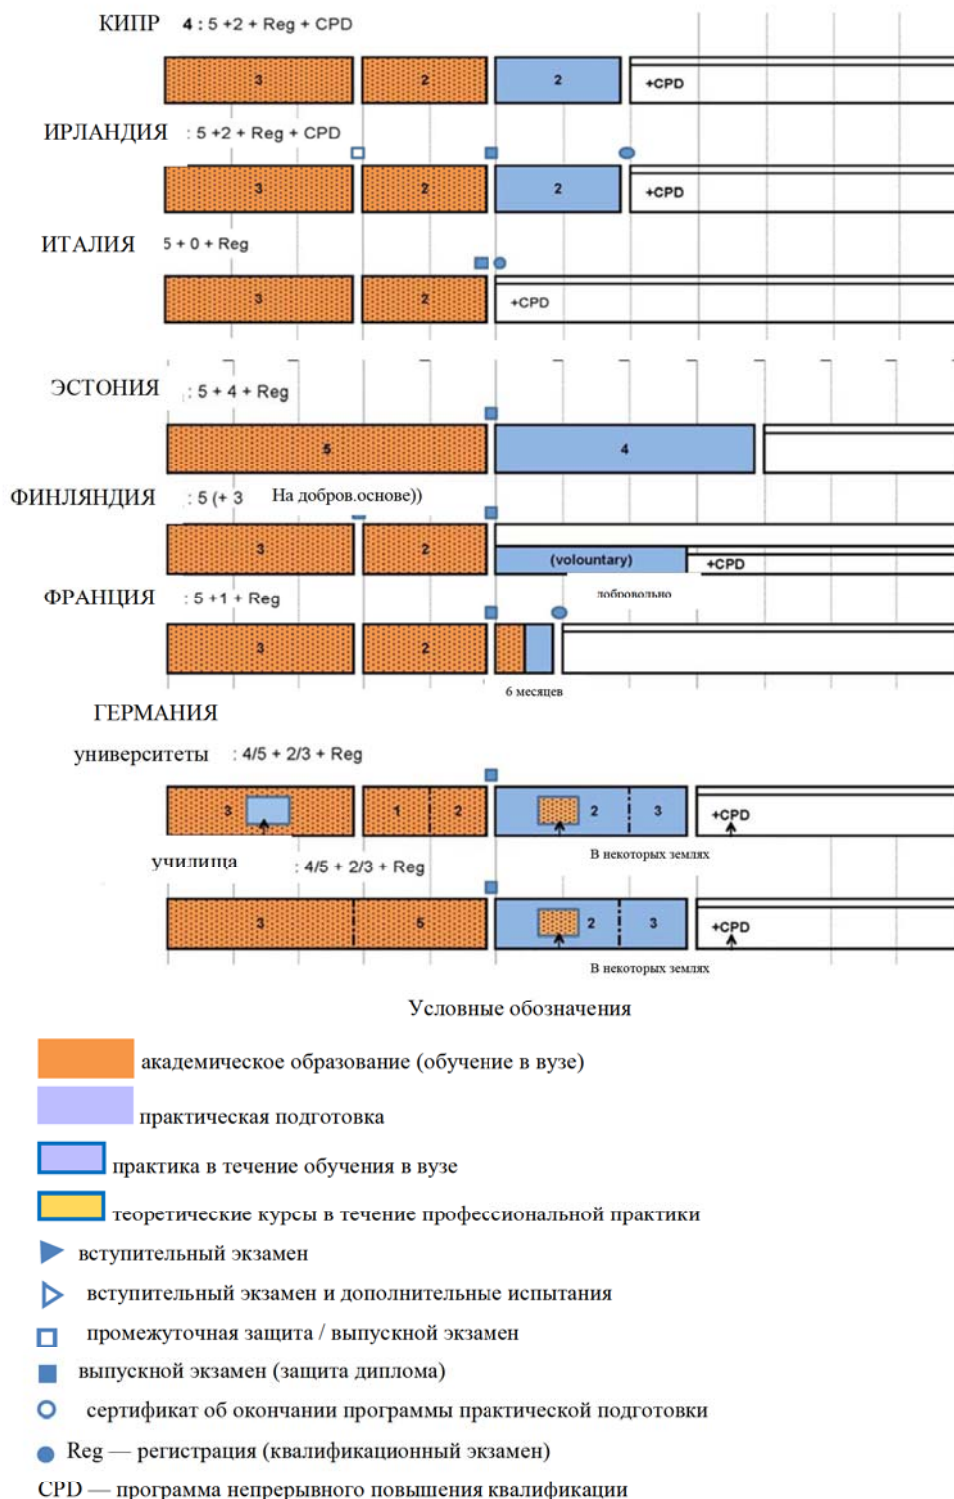 КИПР 4 : 5 +2 + Reg + CPD
3 2 2 +CPD
ИРЛАНДИЯ : 5 +2 + Reg + CPD
3 2 2 +CPD
ИТАЛИЯ 5 + 0 + Reg
3 2 +CPD
ЭСТОНИЯ : 5 + 4 + Reg
5 4
ФИНЛЯНДИЯ : 5 (+ 3 На добров.основе))
3 2 (volountary) +CPD
добровольно
ФРАНЦИЯ : 5 +1 + Reg
3 2
6 месяцев
ГЕРМАНИЯ
университеты : 4/5 + 2/3 + Reg
3 1 2 2 3 +CPD
В некоторых землях
училища : 4/5 + 2/3 + Reg
3 5 2 3 +CPD
В некоторых землях
Условные обозначения
академическое образование (обучение в вузе)
практическая подготовка
практика в течение обучения в вузе
теоретические курсы в течение профессиональной практики
вступительный экзамен
вступительный экзамен и дополнительные испытания
промежуточная защита / выпускной экзамен
выпускной экзамен (защита диплома)
сертификат об окончании программы практической подготовки
Reg — регистрация (квалификационный экзамен)
CPD — программа непрерывного повышения квалификации